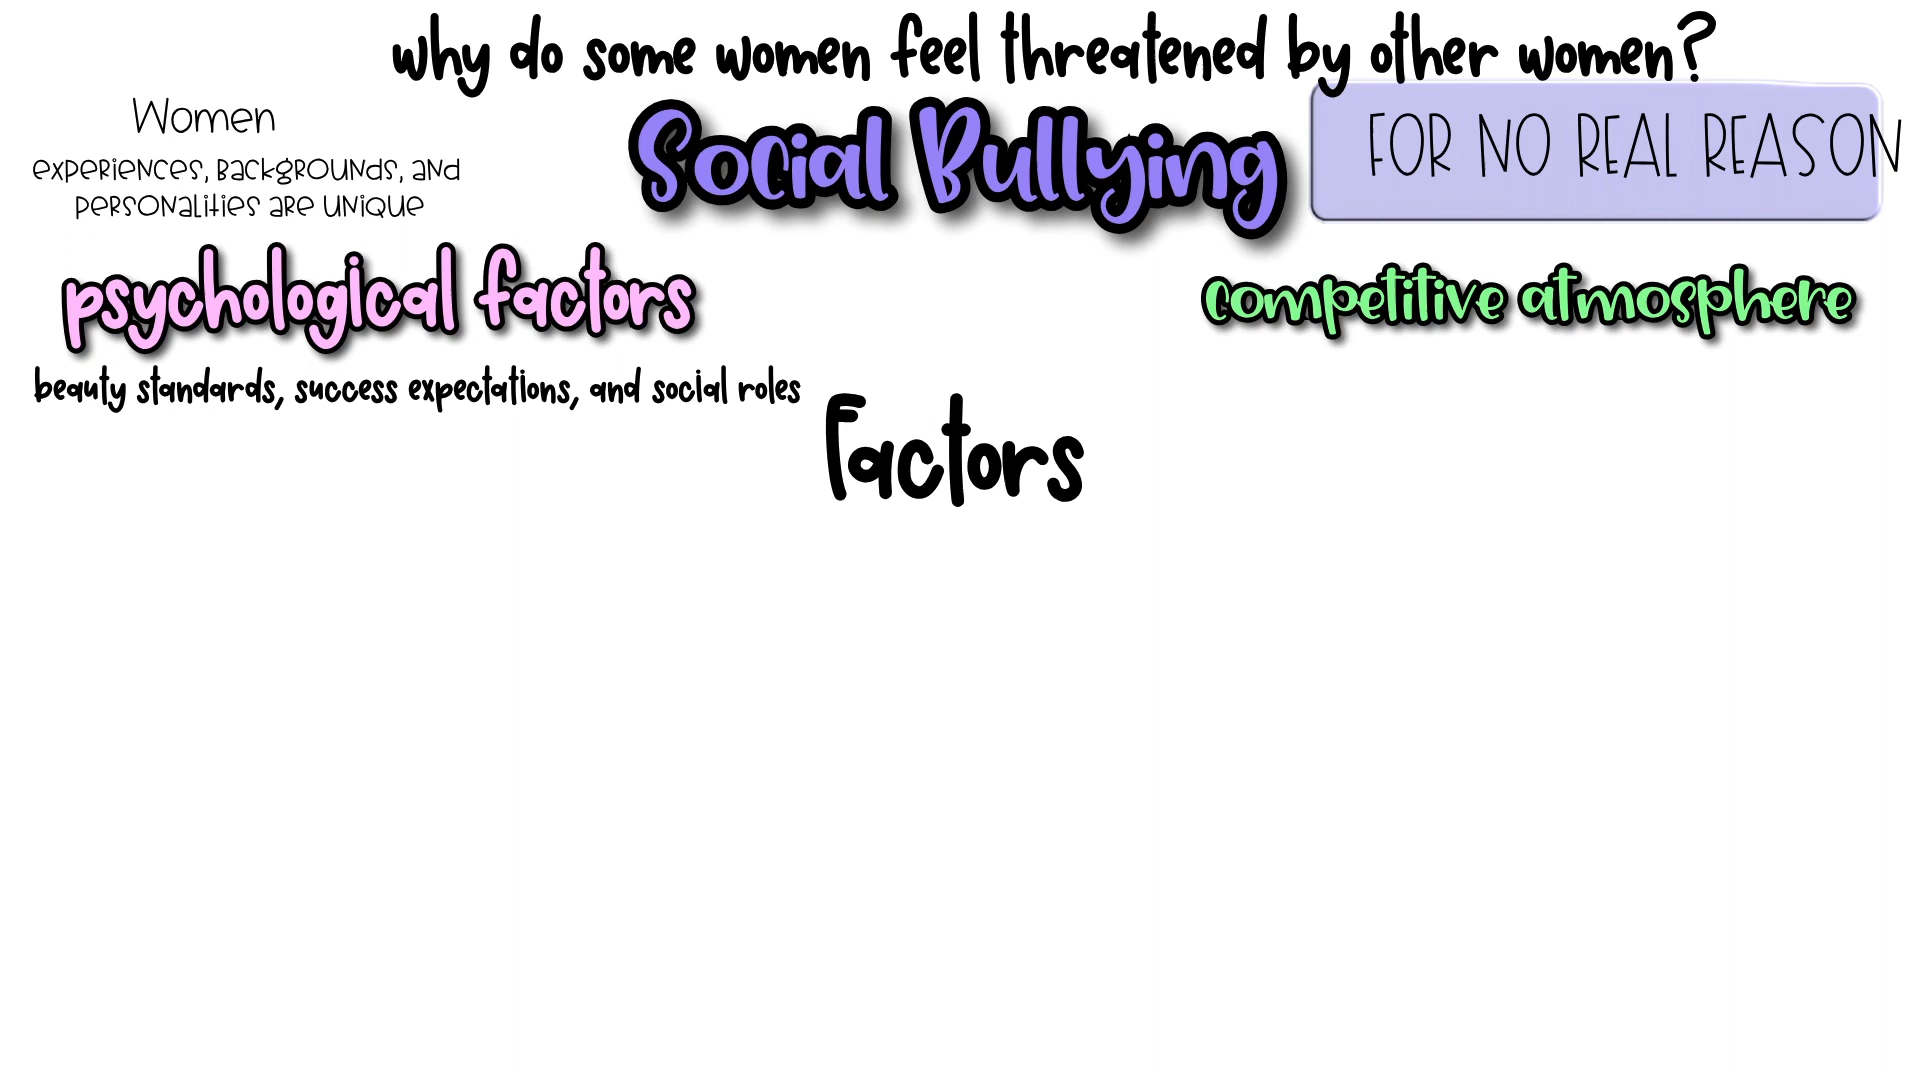 why do some women feel threatened by other women?
Women
experiences, backgrounds, and
personalities are unique
Social Bullying
FOR NO REAL REASON
psychological factors
competitive atmosphere
beauty standards, success expectations, and social roles
Factors